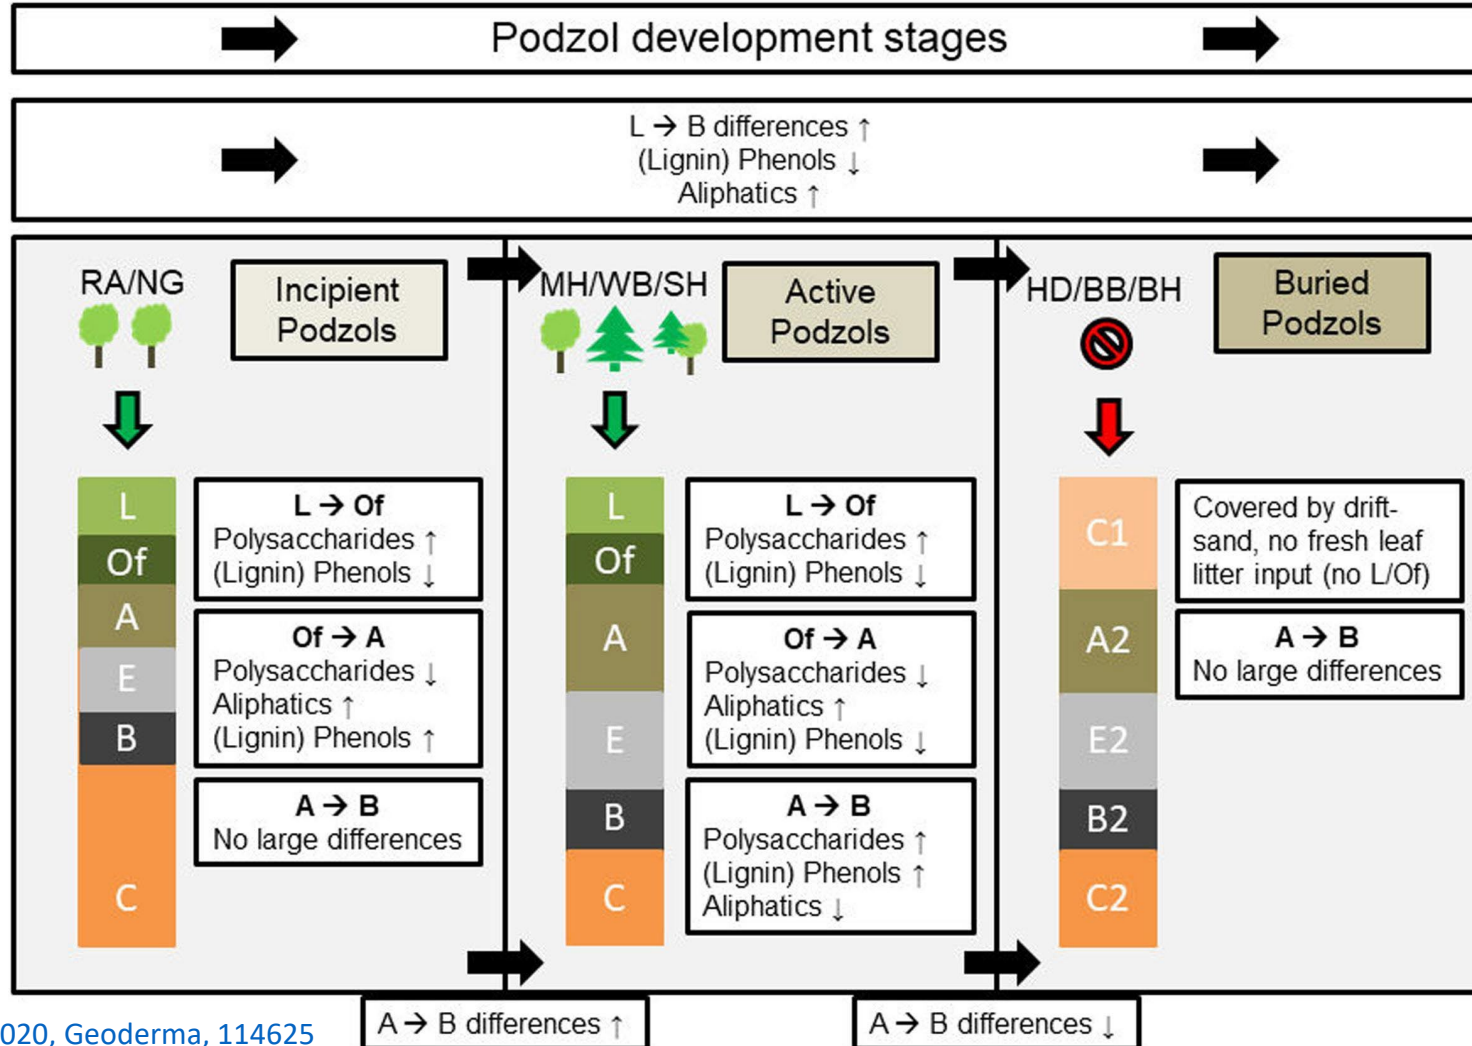 Podzol development stages
L → B differences ↑
(Lignin) Phenols ↓
Aliphatics ↑
RA/NG
Incipient
Podzols
L
Of
A
E
B
C
L → Of
Polysaccharides ↑
(Lignin) Phenols ↓
Of → A
Polysaccharides ↓
Aliphatics ↑
(Lignin) Phenols ↑
A → B
No large differences
MH/WB/SH
Active
Podzols
L
Of
A
E
B
C
L → Of
Polysaccharides ↑
(Lignin) Phenols ↓
Of → A
Polysaccharides ↓
Aliphatics ↑
(Lignin) Phenols ↓
A → B
Polysaccharides ↑
(Lignin) Phenols ↑
Aliphatics ↓
HD/BB/BH
Buried
Podzols
C1
A2
E2
B2
C2
Covered by drift-
sand, no fresh leaf
litter input (no L/Of)
A → B
No large differences
020, Geoderma, 114625
A → B differences ↑
A → B differences ↓